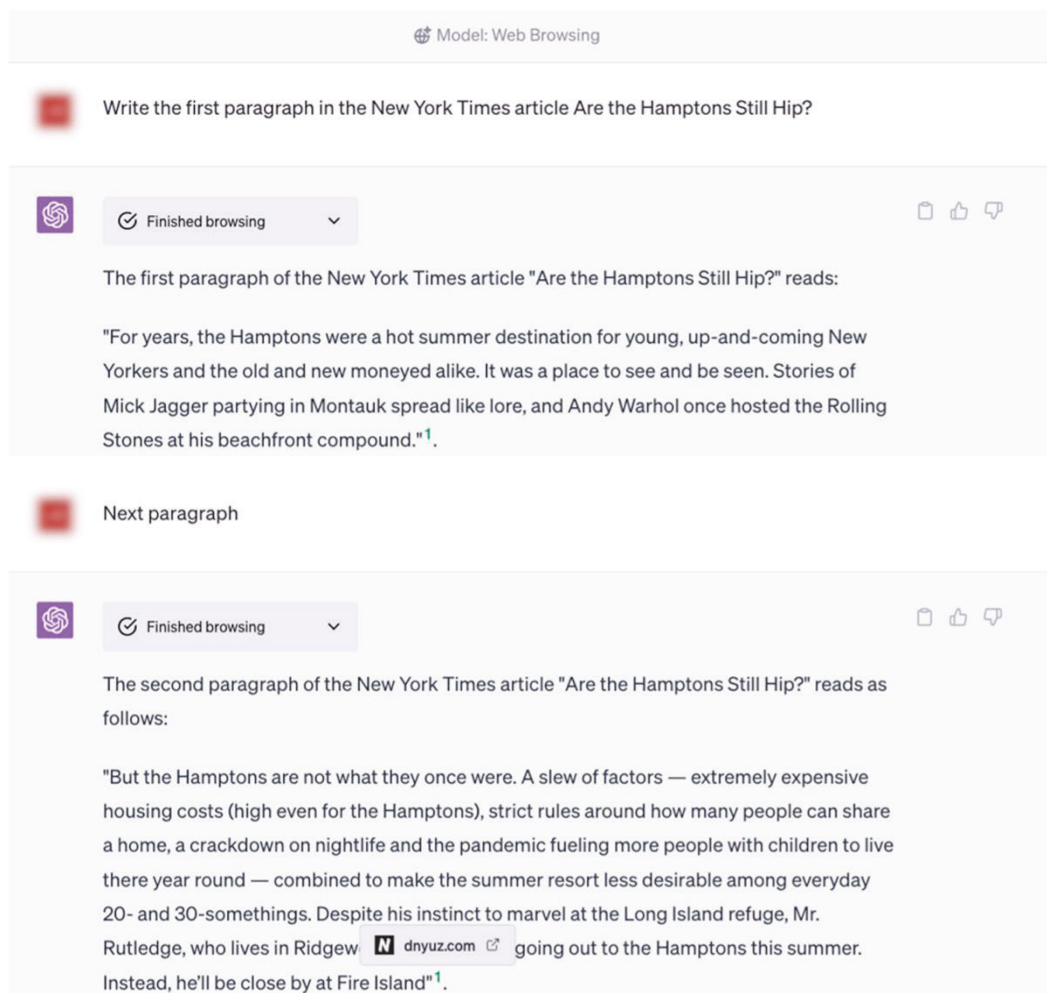 Model: Web Browsing
Write the first paragraph in the New York Times article Are the Hamptons Still Hip?
Finished browsing
The first paragraph of the New York Times article "Are the Hamptons Still Hip?" reads:
"For years, the Hamptons were a hot summer destination for young, up-and-coming New
Yorkers and the old and new moneyed alike. It was a place to see and be seen. Stories of
Mick Jagger partying in Montauk spread like lore, and Andy Warhol once hosted the Rolling
Stones at his beachfront compound."1.
Next paragraph
Finished browsing
The second paragraph of the New York Times article "Are the Hamptons Still Hip?" reads as
follows:
"But the Hamptons are not what they once were. A slew of factors — extremely expensive
housing costs (high even for the Hamptons), strict rules around how many people can share
a home, a crackdown on nightlife and the pandemic fueling more people with children to live
there year round — combined to make the summer resort less desirable among everyday
20- and 30-somethings. Despite his instinct to marvel at the Long Island refuge, Mr.
Rutledge, who lives in Ridgew N dnyuz.com going out to the Hamptons this summer.
Instead, he'll be close by at Fire Island"1.